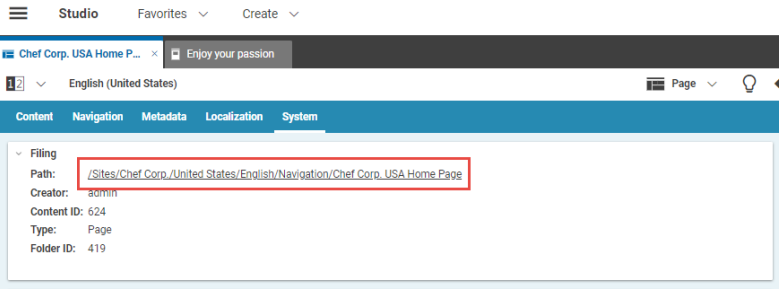 Studio Favorites Create
Chef Corp. USA Home P... × Enjoy your passion
12 English (United States) Page
Content Navigation Metadata Localization System
Filing
Path: /Sites/Chef Corp./United States/English/Navigation/Chef Corp. USA Home Page
Creator: admin
Content ID: 624
Type: Page
Folder ID: 419